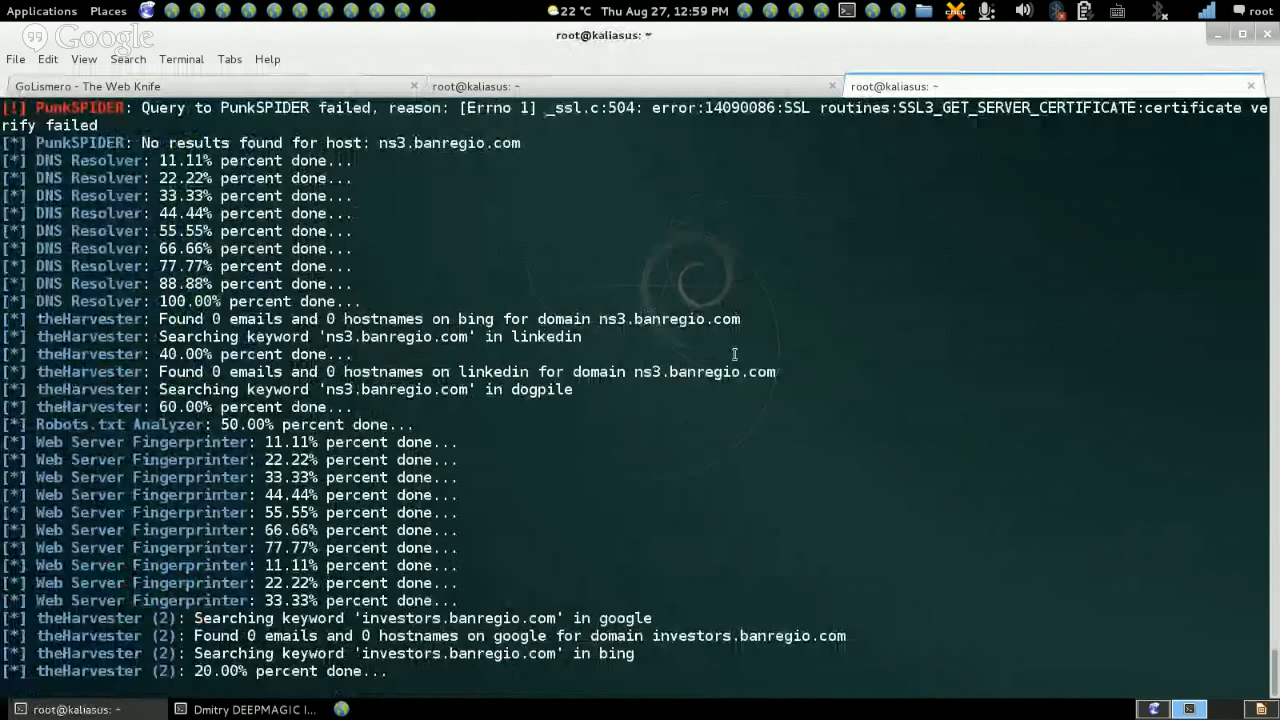 Applications Places 22 °C Thu Aug 27, 12:59 PM root
Google
root@kaliasus: ~
File Edit View Search Terminal Tabs Help
GoLismero - The Web Knife × root@kaliasus: ~ × root@kaliasus: ~ ×
[!] PunkSPIDER: Query to PunkSPIDER failed, reason: [Errno 1] _ssl.c:504: error:14090086:SSL routines:SSL3_GET_SERVER_CERTIFICATE:certificate ve
rify failed
[*] PunkSPIDER: No results found for host: ns3.banregio.com
[*] DNS Resolver: 11.11% percent done...
[*] DNS Resolver: 22.22% percent done...
[*] DNS Resolver: 33.33% percent done...
[*] DNS Resolver: 44.44% percent done...
[*] DNS Resolver: 55.55% percent done...
[*] DNS Resolver: 66.66% percent done...
[*] DNS Resolver: 77.77% percent done...
[*] DNS Resolver: 88.88% percent done...
[*] DNS Resolver: 100.00% percent done...
[*] theHarvester: Found 0 emails and 0 hostnames on bing for domain ns3.banregio.com
[*] theHarvester: Searching keyword 'ns3.banregio.com' in linkedin
[*] theHarvester: 40.00% percent done...
[*] theHarvester: Found 0 emails and 0 hostnames on linkedin for domain ns3.banregio.com
[*] theHarvester: Searching keyword 'ns3.banregio.com' in dogpile
[*] theHarvester: 60.00% percent done...
[*] Robots.txt Analyzer: 50.00% percent done...
[*] Web Server Fingerprinter: 11.11% percent done...
[*] Web Server Fingerprinter: 22.22% percent done...
[*] Web Server Fingerprinter: 33.33% percent done...
[*] Web Server Fingerprinter: 44.44% percent done...
[*] Web Server Fingerprinter: 55.55% percent done...
[*] Web Server Fingerprinter: 66.66% percent done...
[*] Web Server Fingerprinter: 77.77% percent done...
[*] Web Server Fingerprinter: 11.11% percent done...
[*] Web Server Fingerprinter: 22.22% percent done...
[*] Web Server Fingerprinter: 33.33% percent done...
[*] theHarvester (2): Searching keyword 'investors.banregio.com' in google
[*] theHarvester (2): Found 0 emails and 0 hostnames on google for domain investors.banregio.com
[*] theHarvester (2): Searching keyword 'investors.banregio.com' in bing
[*] theHarvester (2): 20.00% percent done...
root@kaliasus: ~ Dmitry DEEPMAGIC I...